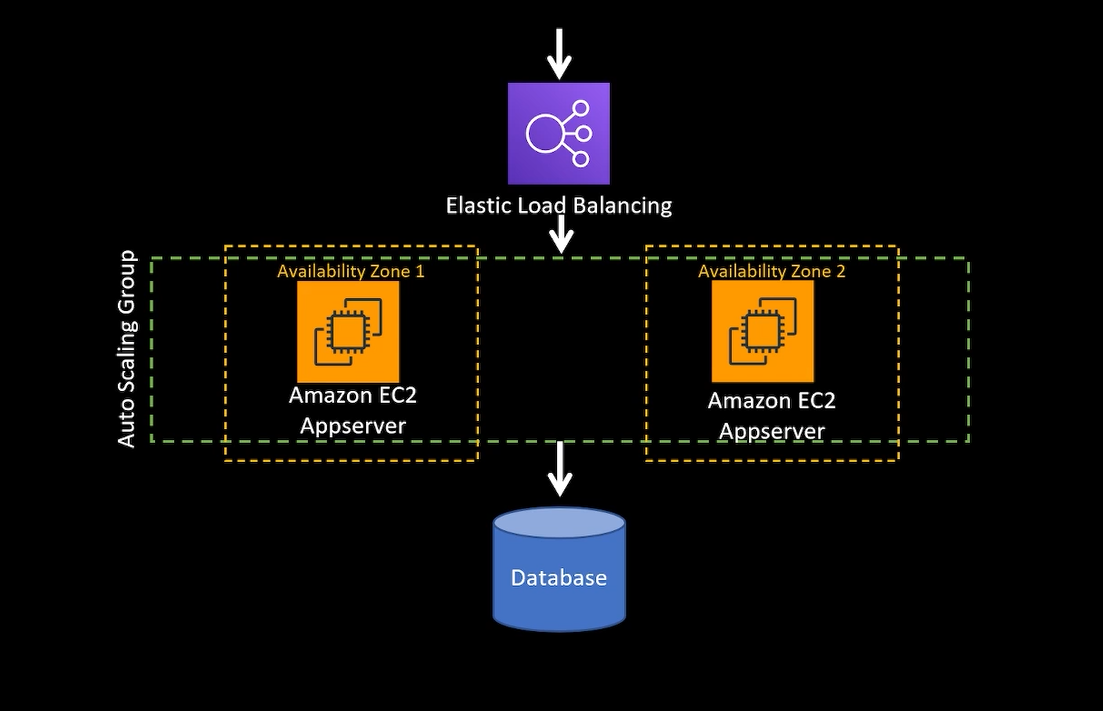 Elastic Load Balancing
Auto Scaling Group
Availability Zone 1
Availability Zone 2
Amazon EC2
Appserver
Amazon EC2
Appserver
Database